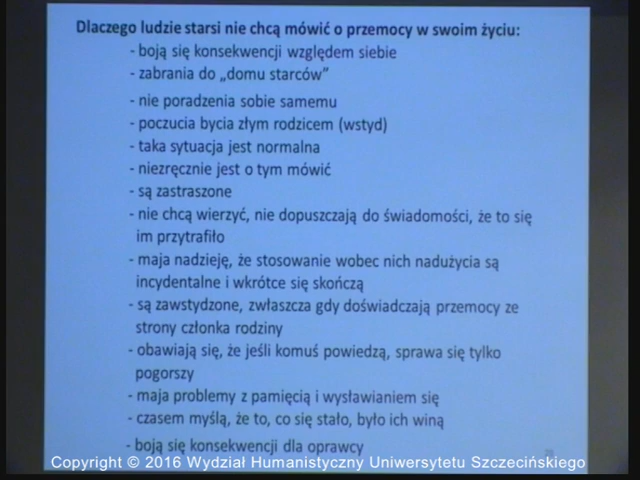 Dlaczego ludzie starsi nie chcą mówić o przemocy w swoim życiu:
- boją się konsekwencji względem siebie
- zabrania do „domu starców”
- nie poradzenia sobie samemu
- poczucia bycia złym rodzicem (wstyd)
- taka sytuacja jest normalna
- niezręcznie jest o tym mówić
- są zastraszone
- nie chcą wierzyć, nie dopuszczają do świadomości, że to się
im przytrafiło
- maja nadzieję, że stosowanie wobec nich nadużycia są
incydentalne i wkrótce się skończą
- są zawstydzone, zwłaszcza gdy doświadczają przemocy ze
strony członka rodziny
- obawiają się, że jeśli komuś powiedzą, sprawa się tylko
pogorszy
- maja problemy z pamięcią i wysławianiem się
- czasem myślą, że to, co się stało, było ich winą
- boją się konsekwencji dla oprawcy
Copyright © 2016 Wydział Humanistyczny Uniwersytetu Szczecińskiego